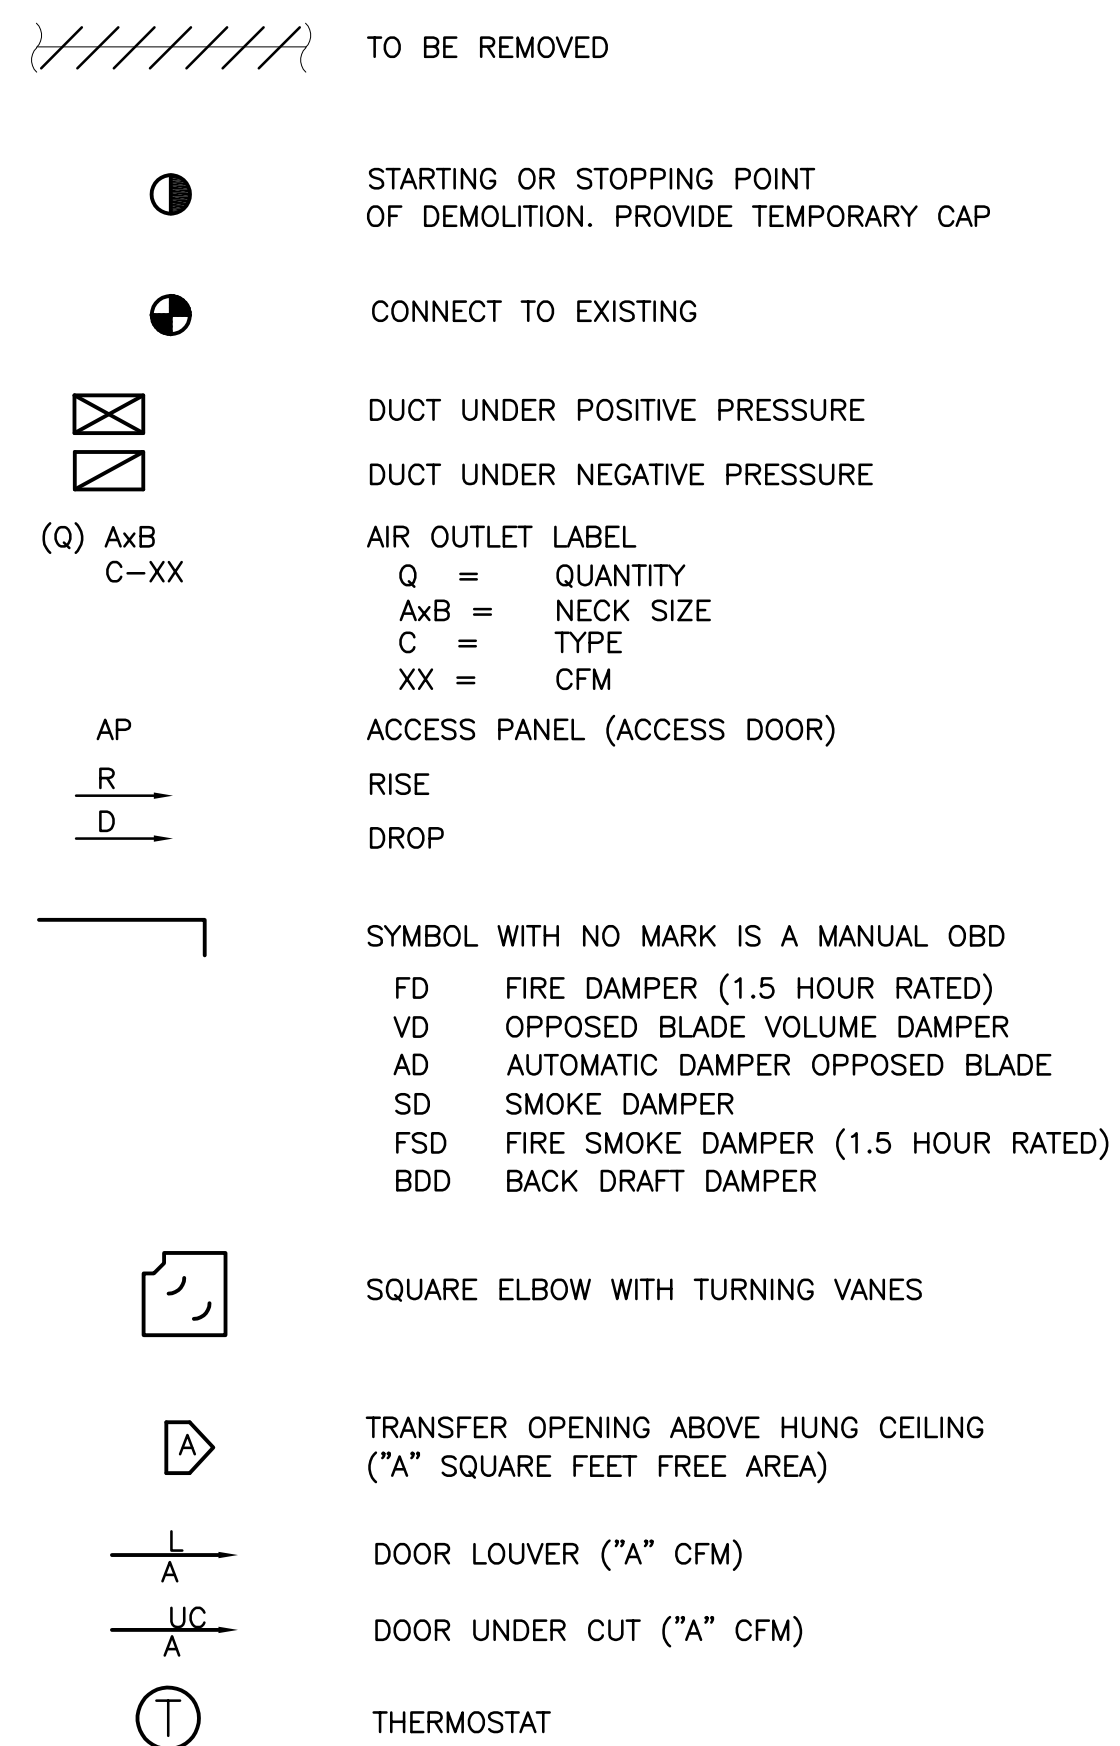 TO BE REMOVED
STARTING OR STOPPING POINT
OF DEMOLITION. PROVIDE TEMPORARY CAP
CONNECT TO EXISTING
DUCT UNDER POSITIVE PRESSURE
DUCT UNDER NEGATIVE PRESSURE
(Q) AxB AIR OUTLET LABEL
C-XX Q = QUANTITY
AxB = NECK SIZE
C = TYPE
XX = CFM
AP ACCESS PANEL (ACCESS DOOR)
R RISE
D DROP
SYMBOL WITH NO MARK IS A MANUAL OBD
FD FIRE DAMPER (1.5 HOUR RATED)
VD OPPOSED BLADE VOLUME DAMPER
AD AUTOMATIC DAMPER OPPOSED BLADE
SD SMOKE DAMPER
FSD FIRE SMOKE DAMPER (1.5 HOUR RATED)
BDD BACK DRAFT DAMPER
SQUARE ELBOW WITH TURNING VANES
TRANSFER OPENING ABOVE HUNG CEILING
A ("A" SQUARE FEET FREE AREA)
L DOOR LOUVER ("A" CFM)
A
UC DOOR UNDER CUT ("A" CFM)
A
T THERMOSTAT